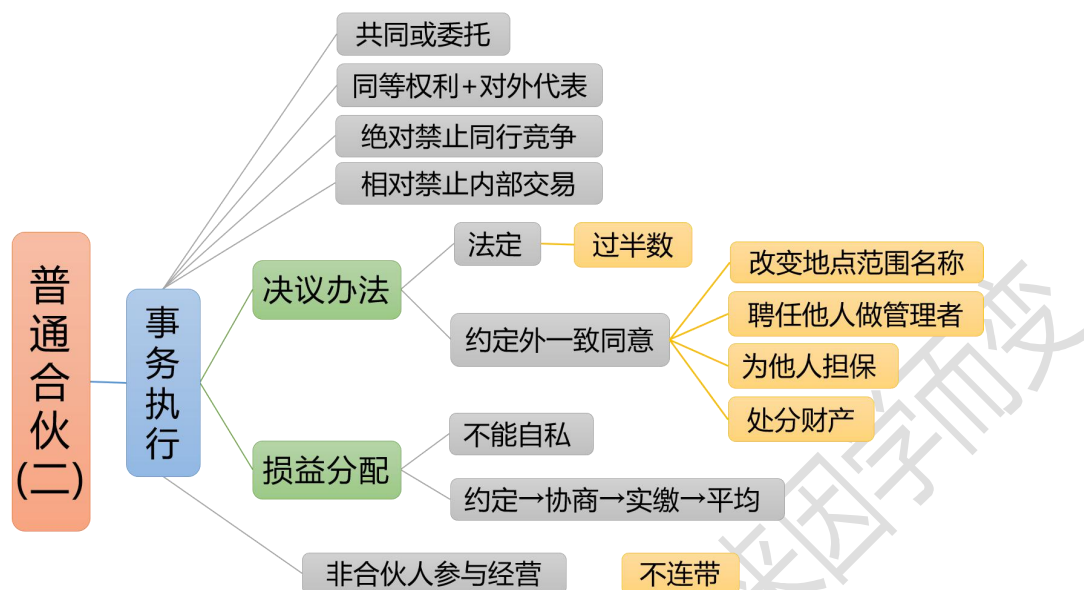 普通合伙(二)
事务执行
共同或委托
同等权利+对外代表
绝对禁止同行竞争
相对禁止内部交易
决议办法
法定
过半数
约定外一致同意
改变地点范围名称
聘任他人做管理者
为他人担保
处分财产
损益分配
不能自私
约定→协商→实缴→平均
非合伙人参与经营
不连带
来因学而变